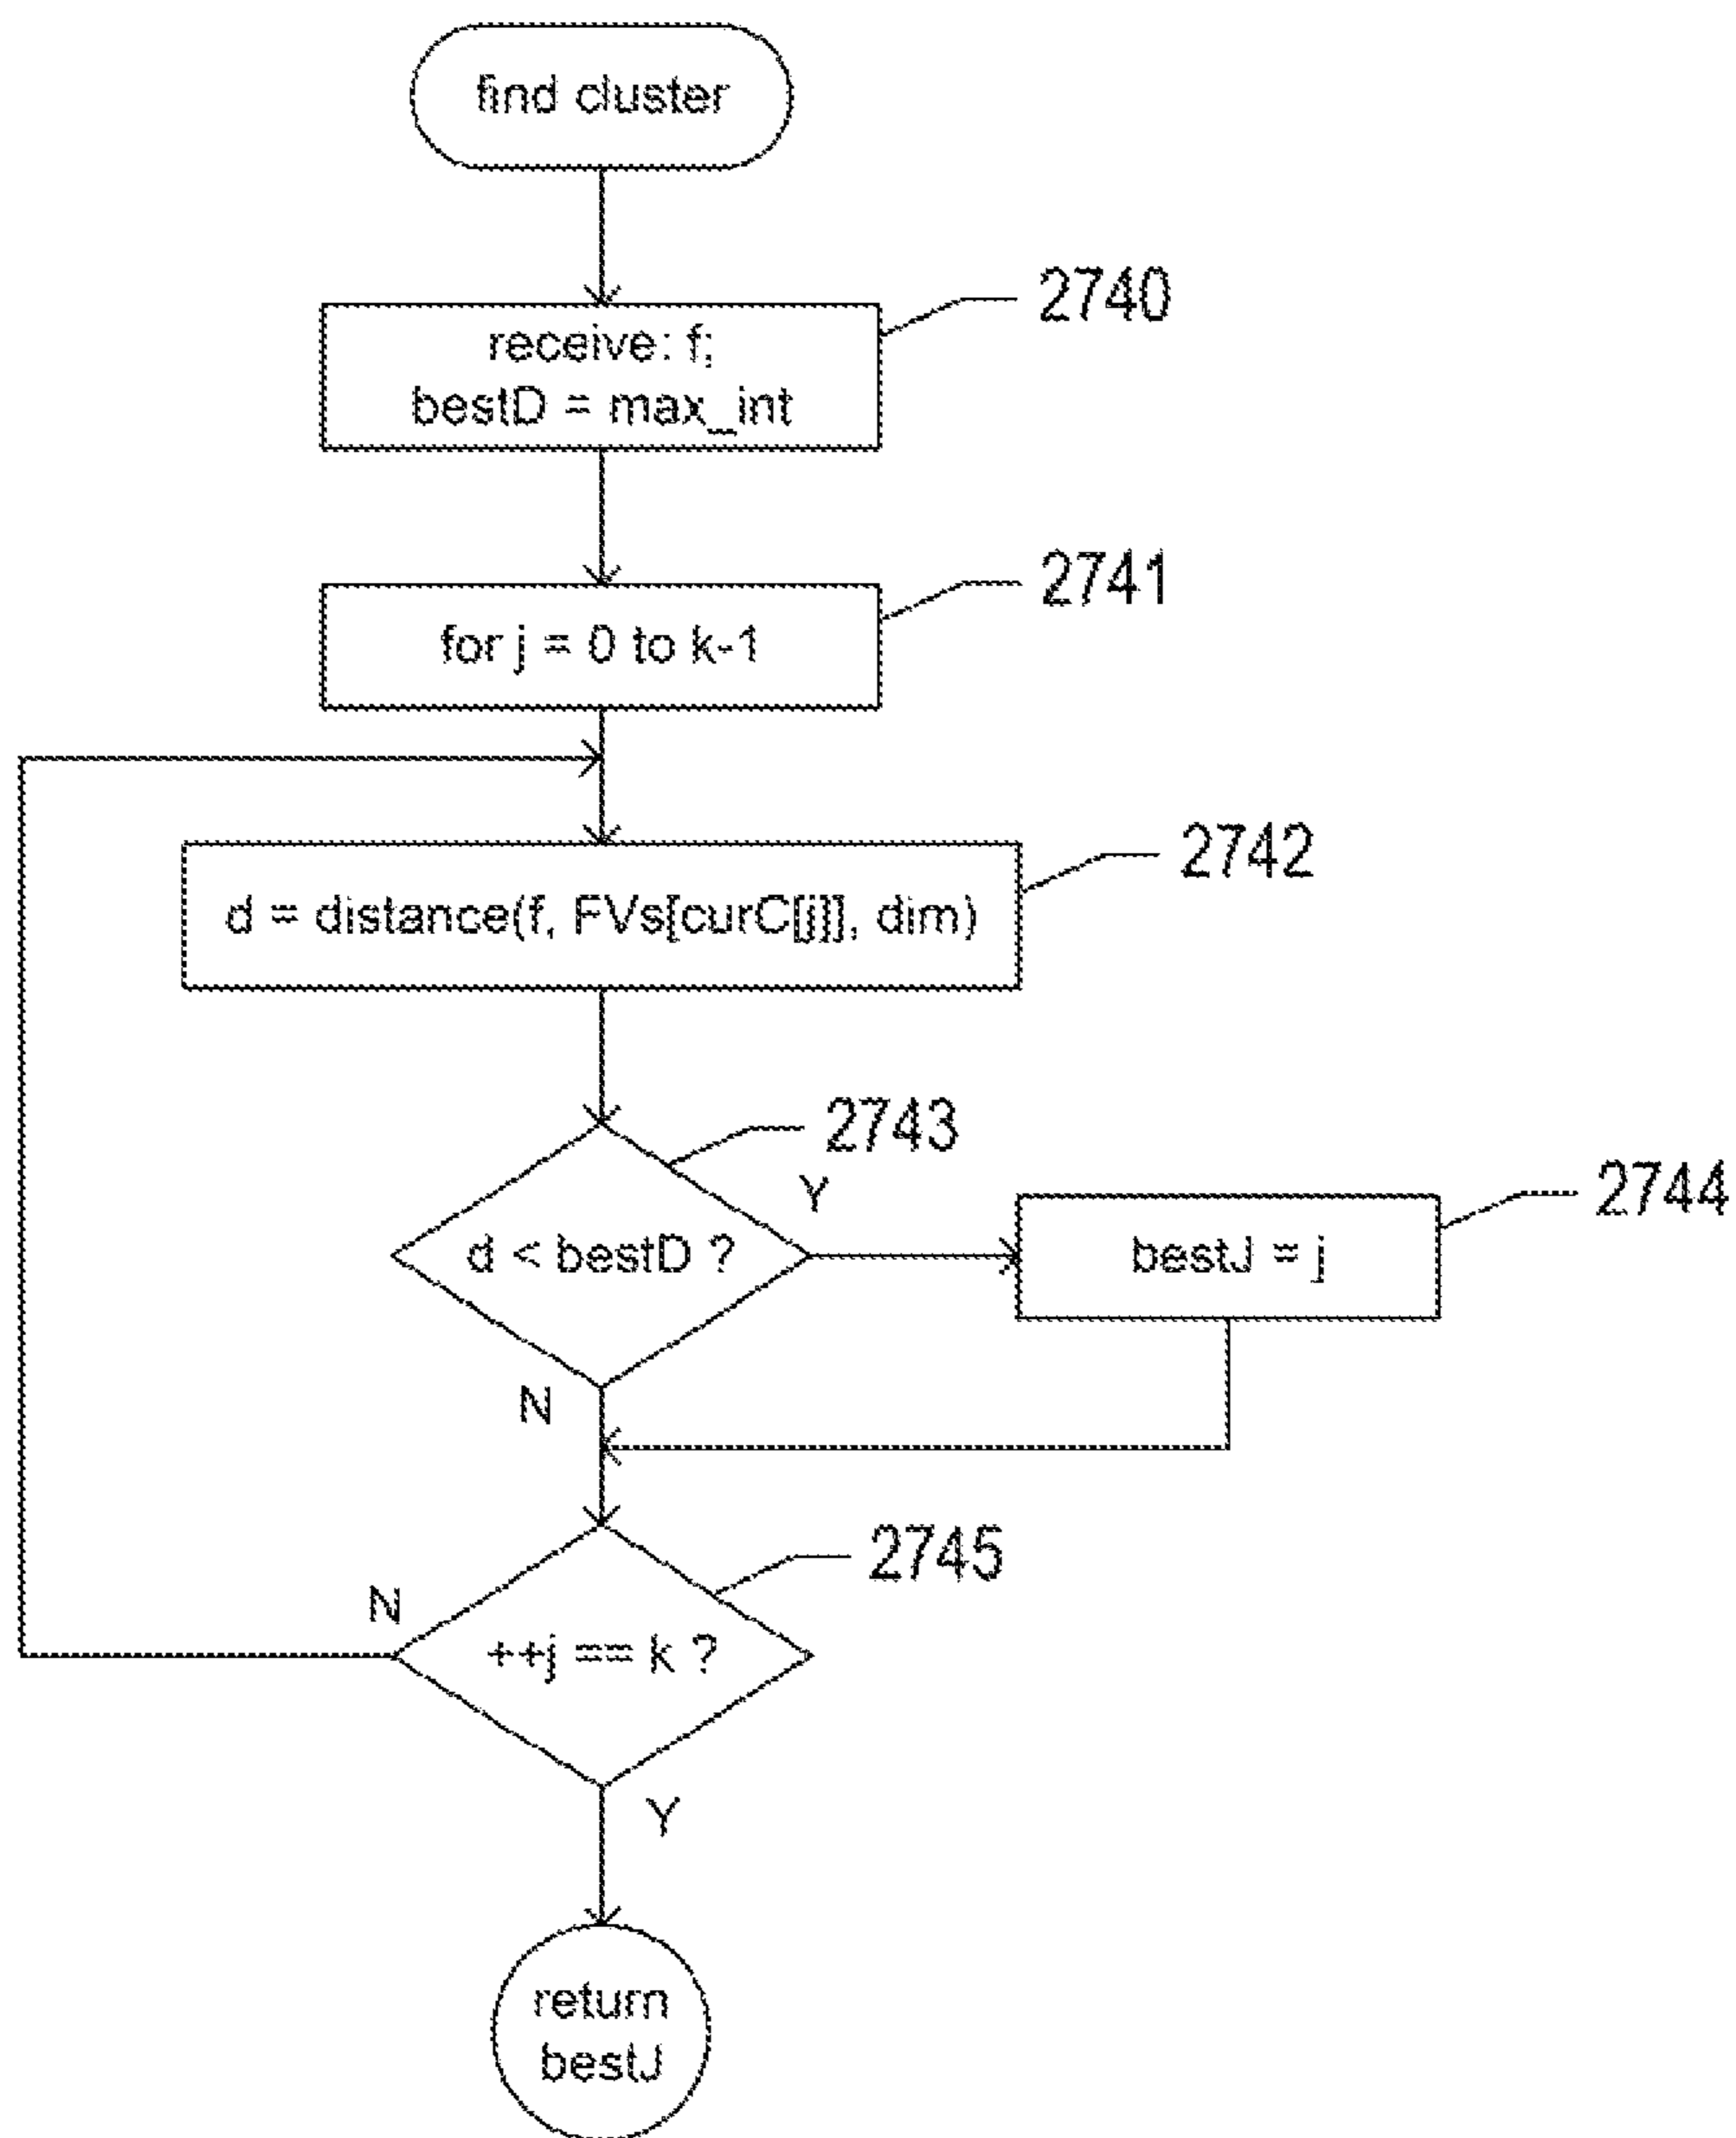 find cluster
2740
receive: f;
bestD = max_int
2741
for j = 0 to k-1
2742
d = distance(f, FVs[curC[j]], dim)
2743
Y
2744
d < bestD ?
bestJ = j
N
2745
N
++j == k ?
Y
return
bestJ